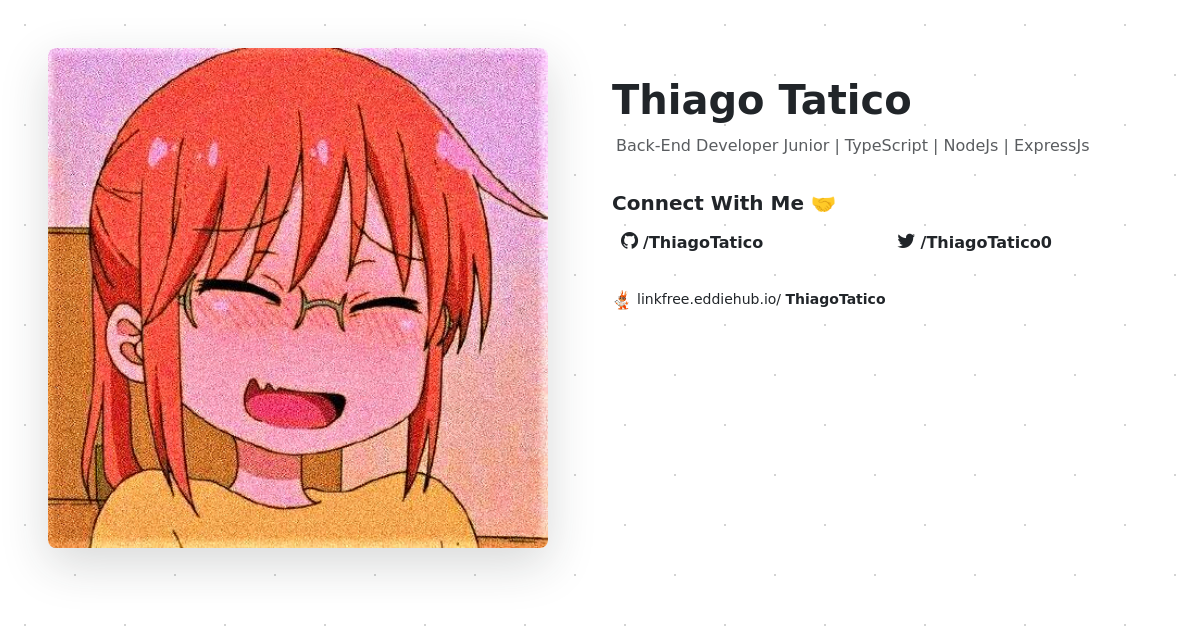 Thiago Tatico
Back-End Developer Junior | TypeScript | NodeJs | ExpressJs
Connect With Me 🤝
/ThiagoTatico
/ThiagoTatico0
linkfree.eddiehub.io/ ThiagoTatico